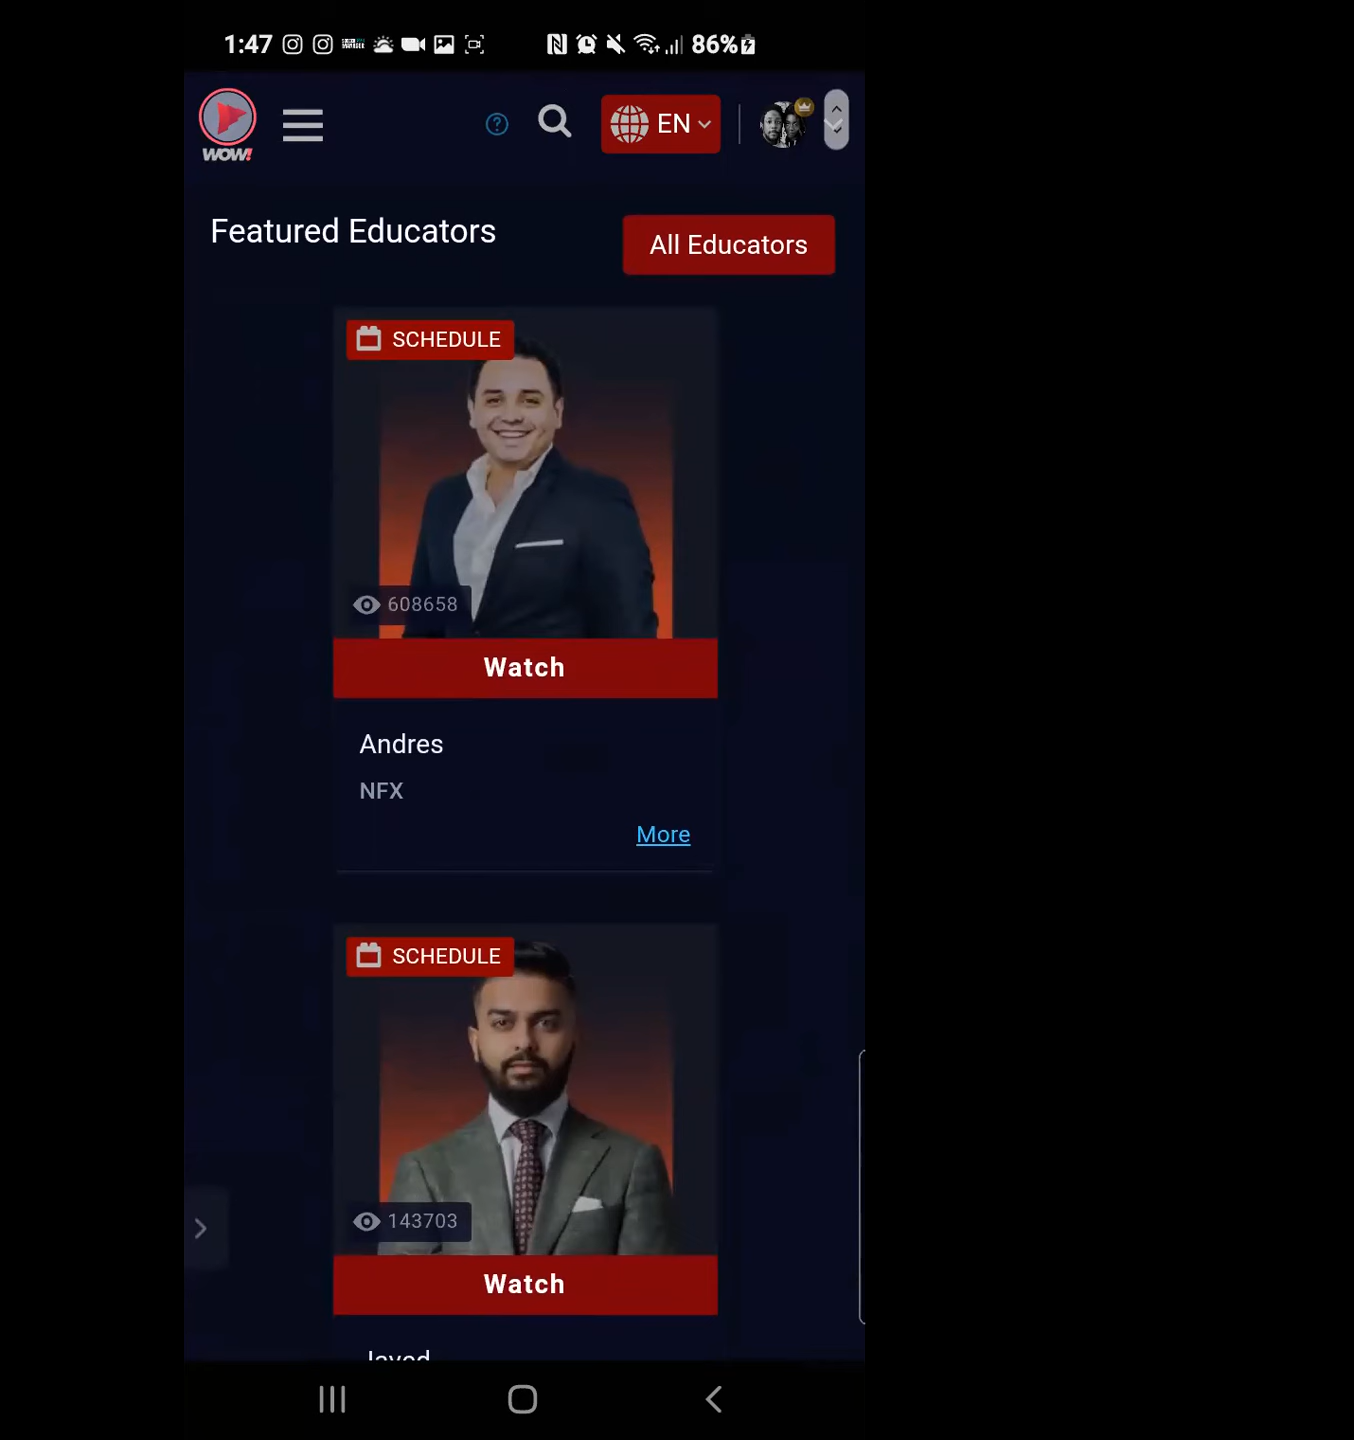 1:47
86%
WOW!
EN
Featured Educators
All Educators
SCHEDULE
608658
Watch
Andres
NFX
More
SCHEDULE
143703
Watch